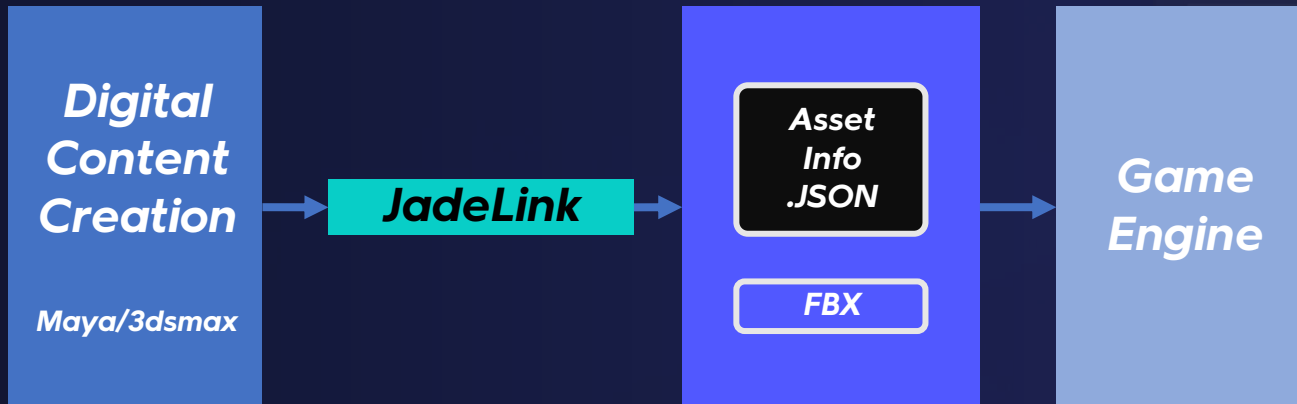 Digital
Content
Creation
Maya/3dsmax
JadeLink
Asset
Info
.JSON
FBX
Game
Engine